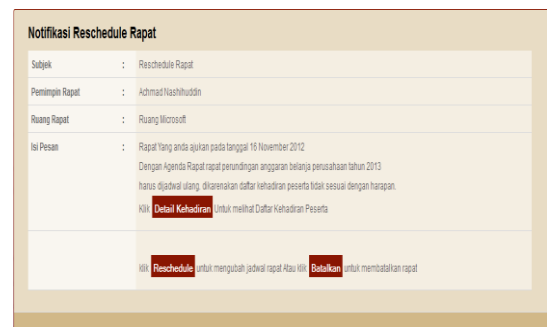 Notifikasi Reschedule Rapat
Subjek : Reschedule Rapat
Pemimpin Rapat : Achmad Nashihuddin
Ruang Rapat : Ruang Microsoft
Isi Pesan : Rapat Yang anda ajukan pada tanggal 16 November 2012
Dengan Agenda Rapat rapat perundingan anggaran belanja perusahaan tahun 2013
harus dijadwal ulang, dikarenakan daftar kehadiran peserta tidak sesuai dengan harapan.
Klik Detail Kehadiran Untuk melihat Daftar Kehadiran Peserta
klik Reschedule untuk mengubah jadwal rapat Atau klik Batalkan untuk membatalkan rapat